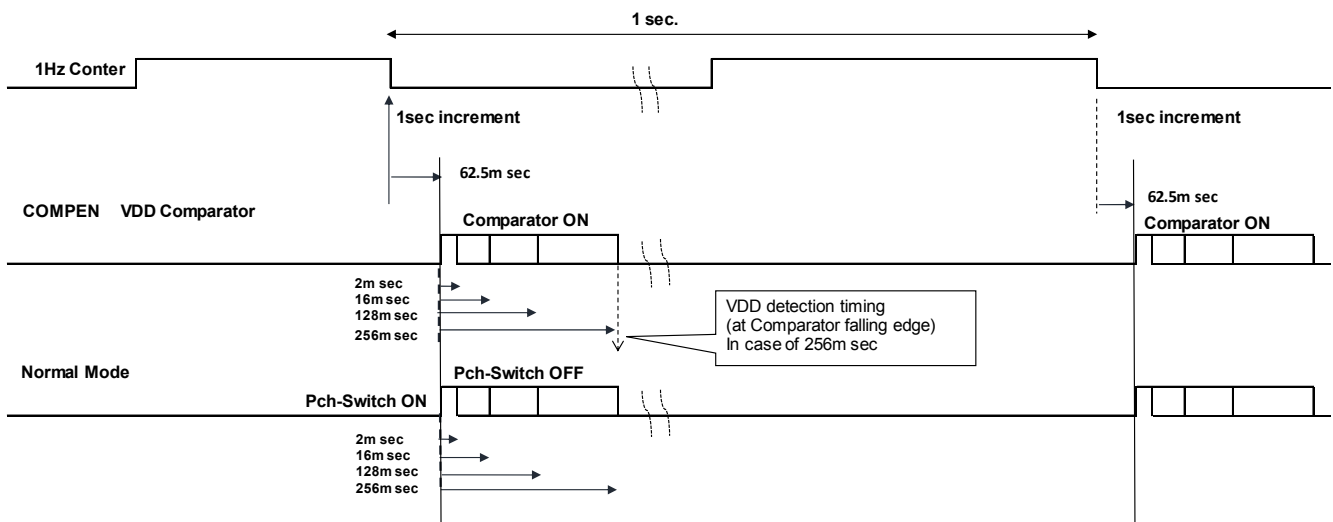 1 sec.
1Hz Conter
1sec increment
1sec increment
62.5m sec
62.5m sec
COMPEN VDD Comparator
Comparator ON
Comparator ON
2m sec
16m sec
128m sec
256m sec
VDD detection timing
(at Comparator falling edge)
In case of 256m sec
Normal Mode
Pch-Switch OFF
Pch-Switch ON
2m sec
16m sec
128m sec
256m sec